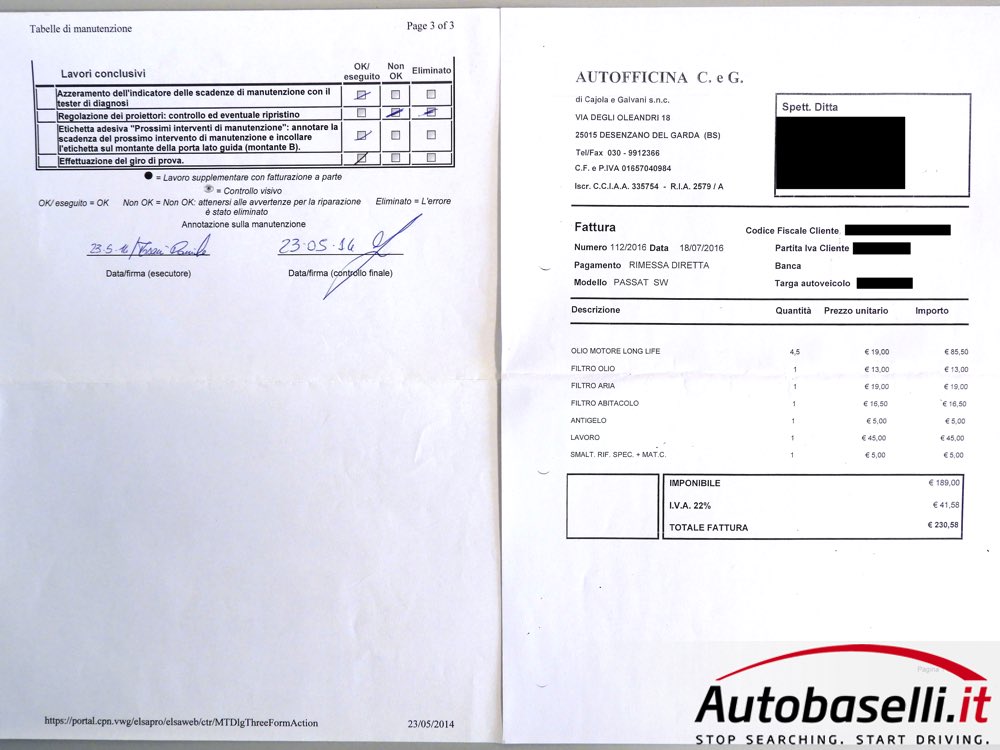 Tabelle di manutenzione
Page 3 of 3
Lavori conclusivi
OK/ eseguito
Non OK
Eliminato
Azzeramento dell'indicatore delle scadenze di manutenzione con il
tester di diagnosi
Regolazione dei proiettori: controllo ed eventuale ripristino
Etichetta adesiva "Prossimi interventi di manutenzione": annotare la
scadenza del prossimo intervento di manutenzione e incollare
l'etichetta sul montante della porta lato guida (montante B).
Effettuazione del giro di prova.
= Lavoro supplementare con fatturazione a parte
= Controllo visivo
OK/ eseguito = OK Non OK = Non OK: attenersi alle avvertenze per la riparazione Eliminato = L'errore
è stato eliminato
Annotazione sulla manutenzione
23-5-14/
23-05-14
Data/firma (esecutore)
Data/firma (controllo finale)
https://portal.cpn.vwg/elsapro/elsaweb/ctr/MTDlgThreeFormAction
23/05/2014
AUTOFFICINA C. e G.
di Cajola e Galvani s.n.c.
VIA DEGLI OLEANDRI 18
25015 DESENZANO DEL GARDA (BS)
Tel/Fax 030 - 9912366
C.F. e P.IVA 01657040984
Iscr. C.C.I.A.A. 335754 - R.I.A. 2579 / A
Spett. Ditta
Fattura
Numero 112/2016 Data 18/07/2016
Pagamento RIMESSA DIRETTA
Modello PASSAT SW
Codice Fiscale Cliente
Partita Iva Cliente
Banca
Targa autoveicolo
Descrizione Quantità Prezzo unitario Importo
OLIO MOTORE LONG LIFE 4,5 € 19,00 € 85,50
FILTRO OLIO 1 € 13,00 € 13,00
FILTRO ARIA 1 € 19,00 € 19,00
FILTRO ABITACOLO 1 € 16,50 € 16,50
ANTIGELO 1 € 5,00 € 5,00
LAVORO 1 € 45,00 € 45,00
SMALT. RIF. SPEC. + MAT.C. 1 € 5,00 € 5,00
IMPONIBILE € 189,00
I.V.A. 22% € 41,58
TOTALE FATTURA € 230,58
Pagina
Autobaselli.it
STOP SEARCHING. START DRIVING.